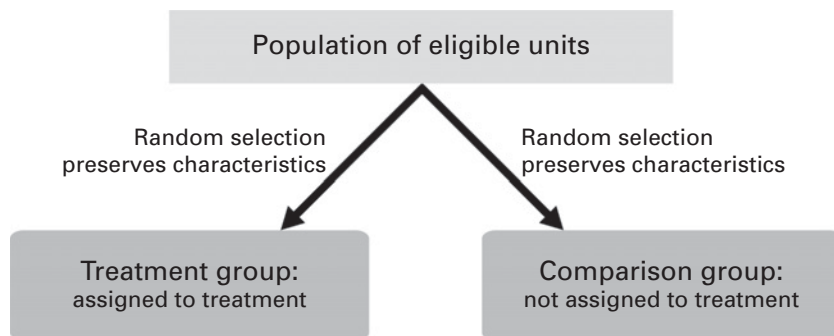 Population of eligible units
Random selection
preserves characteristics
Random selection
preserves characteristics
Treatment group:
assigned to treatment
Comparison group:
not assigned to treatment